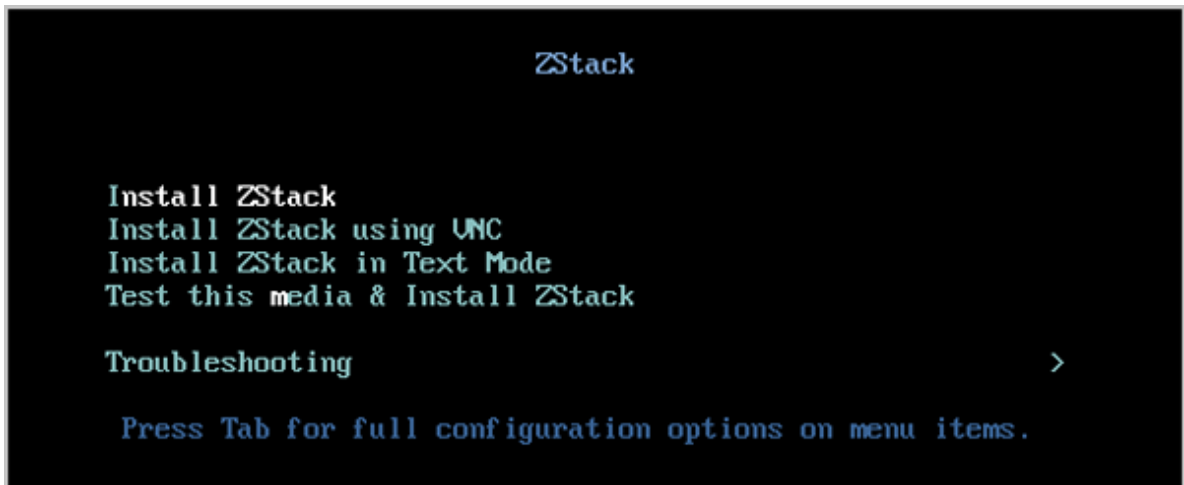 ZStack
Install ZStack
Install ZStack using VNC
Install ZStack in Text Mode
Test this media & Install ZStack
Troubleshooting >
Press Tab for full configuration options on menu items.